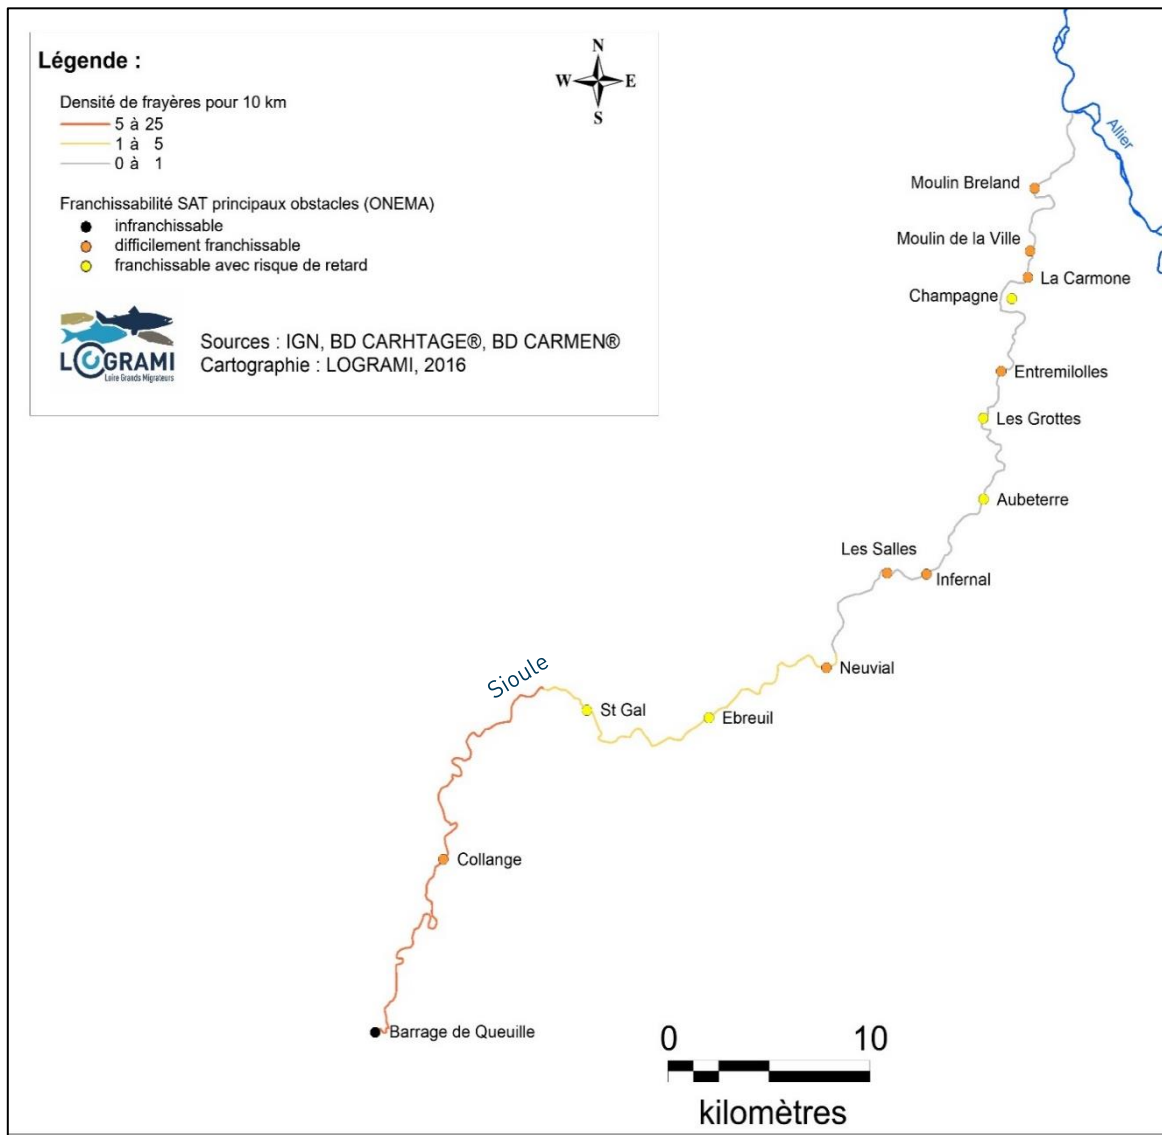 Légende :
N
W E
S
Densité de frayères pour 10 km
5 à 25
1 à 5
0 à 1
Franchissabilité SAT principaux obstacles (ONEMA)
infranchissable
difficilement franchissable
franchissable avec risque de retard
LOGRAMI
Loire Grands Migrateurs
Sources : IGN, BD CARHTAGE®, BD CARMEN®
Cartographie : LOGRAMI, 2016
Allier
Moulin Breland
Moulin de la Ville
La Carmone
Champagne
Entremilolles
Les Grottes
Aubeterre
Les Salles
Infernal
Neuvial
Sioule
St Gal
Ebreuil
Collange
Barrage de Queuille
0 10
kilomètres